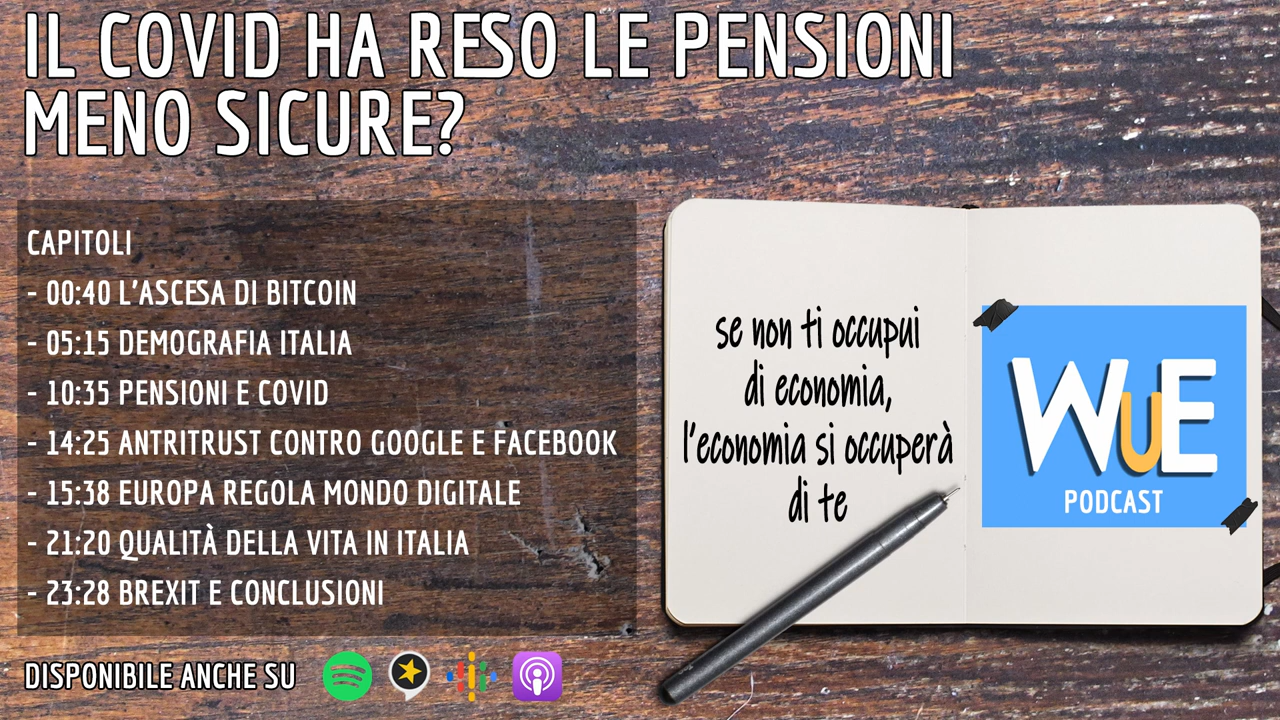 IL COVID HA RESO LE PENSIONI
MENO SICURE?
CAPITOLI
- 00:40 L'ASCESA DI BITCOIN
- 05:15 DEMOGRAFIA ITALIA
- 10:35 PENSIONI E COVID
- 14:25 ANTRITRUST CONTRO GOOGLE E FACEBOOK
- 15:38 EUROPA REGOLA MONDO DIGITALE
- 21:20 QUALITÀ DELLA VITA IN ITALIA
- 23:28 BREXIT E CONCLUSIONI
DISPONIBILE ANCHE SU
se non ti occupui
di economia,
l'economia si occuperà
di te
WuE
PODCAST